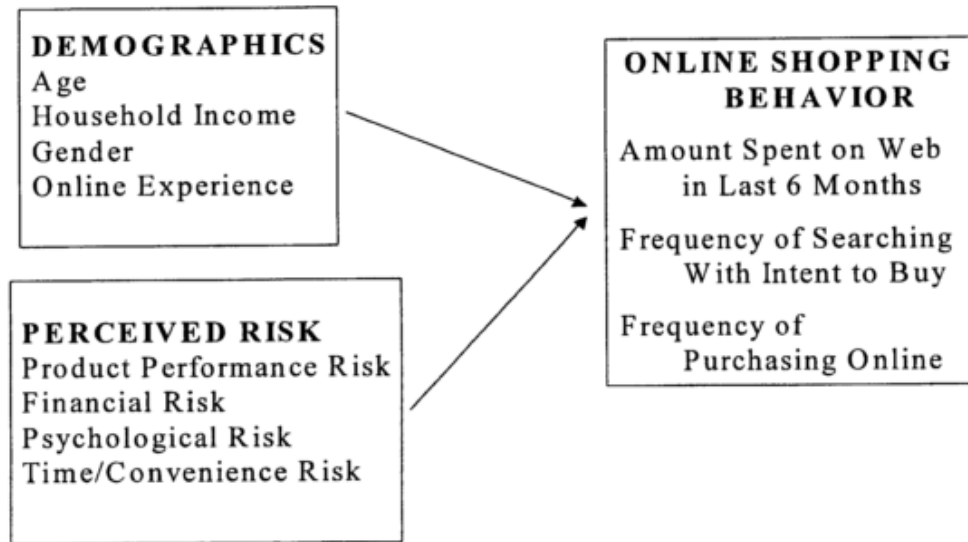 DEMOGRAPHICS
Age
Household Income
Gender
Online Experience
PERCEIVED RISK
Product Performance Risk
Financial Risk
Psychological Risk
Time/Convenience Risk
ONLINE SHOPPING
BEHAVIOR
Amount Spent on Web
in Last 6 Months
Frequency of Searching
With Intent to Buy
Frequency of
Purchasing Online